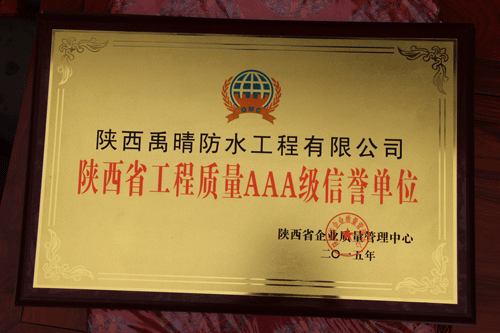 QMC
陕西禹晴防水工程有限公司
陕西省工程质量AAA级信誉单位
陕西省企业质量管理中心
二〇一五年